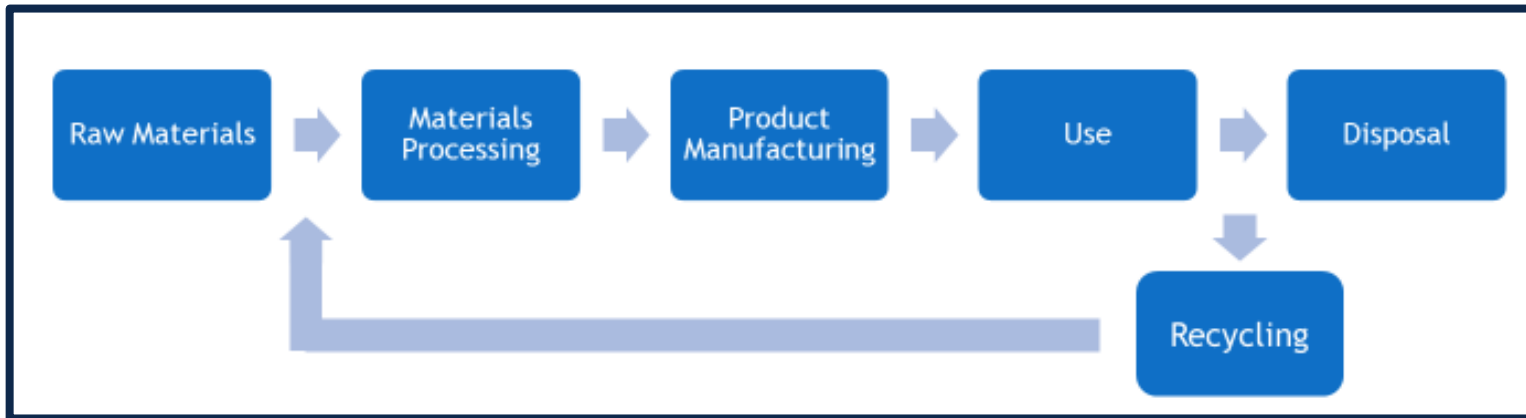 Raw Materials
Materials
Processing
Product
Manufacturing
Use
Disposal
Recycling